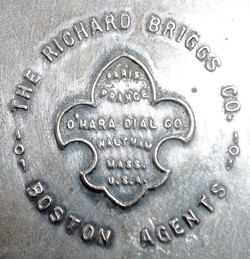 THE RICHARD BRIGGS CO.
PARIS
FRANCE
O'HARA DIAL CO.
WALTHAM
MASS.
U.S.A.
BOSTON AGENTS